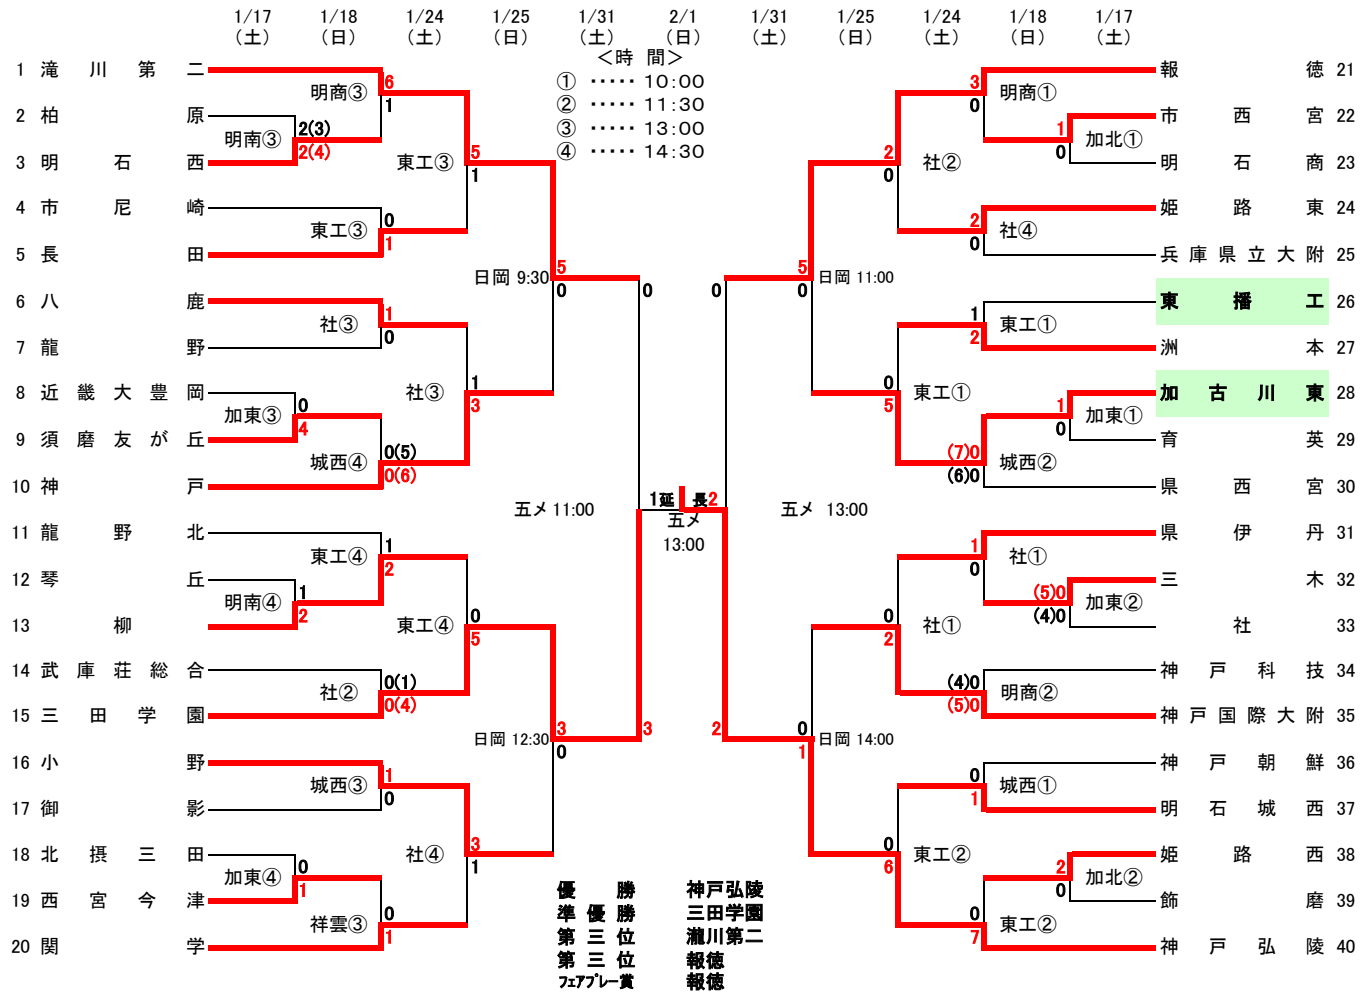 1/17 1/18 1/24 1/25 1/31 2/1 1/31 1/25 1/24 1/18 1/17
（土） （日） （土） （日） （土） （日） （土） （日） （土） （日） （土）
＜時 間＞
① ‥‥‥ 10：00
② ‥‥‥ 11：30
③ ‥‥‥ 13：00
④ ‥‥‥ 14：30
1 滝川第二
2 柏原
3 明石西
4 市尼崎
5 長田
6 八鹿
7 龍野
8 近畿大豊岡
9 須磨友が丘
10 神戸
11 龍野北
12 琴丘
13 柳
14 武庫荘総合
15 三田学園
16 小野
17 御影
18 北摂三田
19 西宮今津
20 関学
明南③ 2(3) 2(4)
加東③ 0 4
明南④ 1 2
加東④ 0 1
明商③ 6 1
東工③ 0 1
社③ 1 0
城西④ 0(5) 0(6)
東工④ 1 2
社② 0(1) 0(4)
城西③ 1 0
祥雲③ 0 1
東工③ 5 1
社③ 1 3
東工④ 0 5
社④ 3 1
日岡 9:30 5 0
日岡 12:30 3 0
五メ 11:00 0 3
1 延 長 2
五メ
13:00
五メ 13:00 0 2
日岡 11:00 5 0
日岡 14:00 0 1
社② 2 0
東工① 0 5
社① 0 2
東工② 0 6
明商① 3 0
社④ 2 0
東工① 1 2
城西② (7)0 (6)0
社① 1 0
明商② (4)0 (5)0
城西① 0 1
東工② 0 7
加北① 1 0
加東① 1 0
加東② (5)0 (4)0
加北② 2 0
報徳 21
市西宮 22
明石商 23
姫路東 24
兵庫県立大附 25
東播工 26
洲本 27
加古川東 28
育英 29
県西宮 30
県伊丹 31
三木 32
社 33
神戸科技 34
神戸国際大附 35
神戸朝鮮 36
明石城西 37
姫路西 38
飾磨 39
神戸弘陵 40
優勝 神戸弘陵
準優勝 三田学園
第三位 瀧川第二
第三位 報徳
フェアプレー賞 報徳